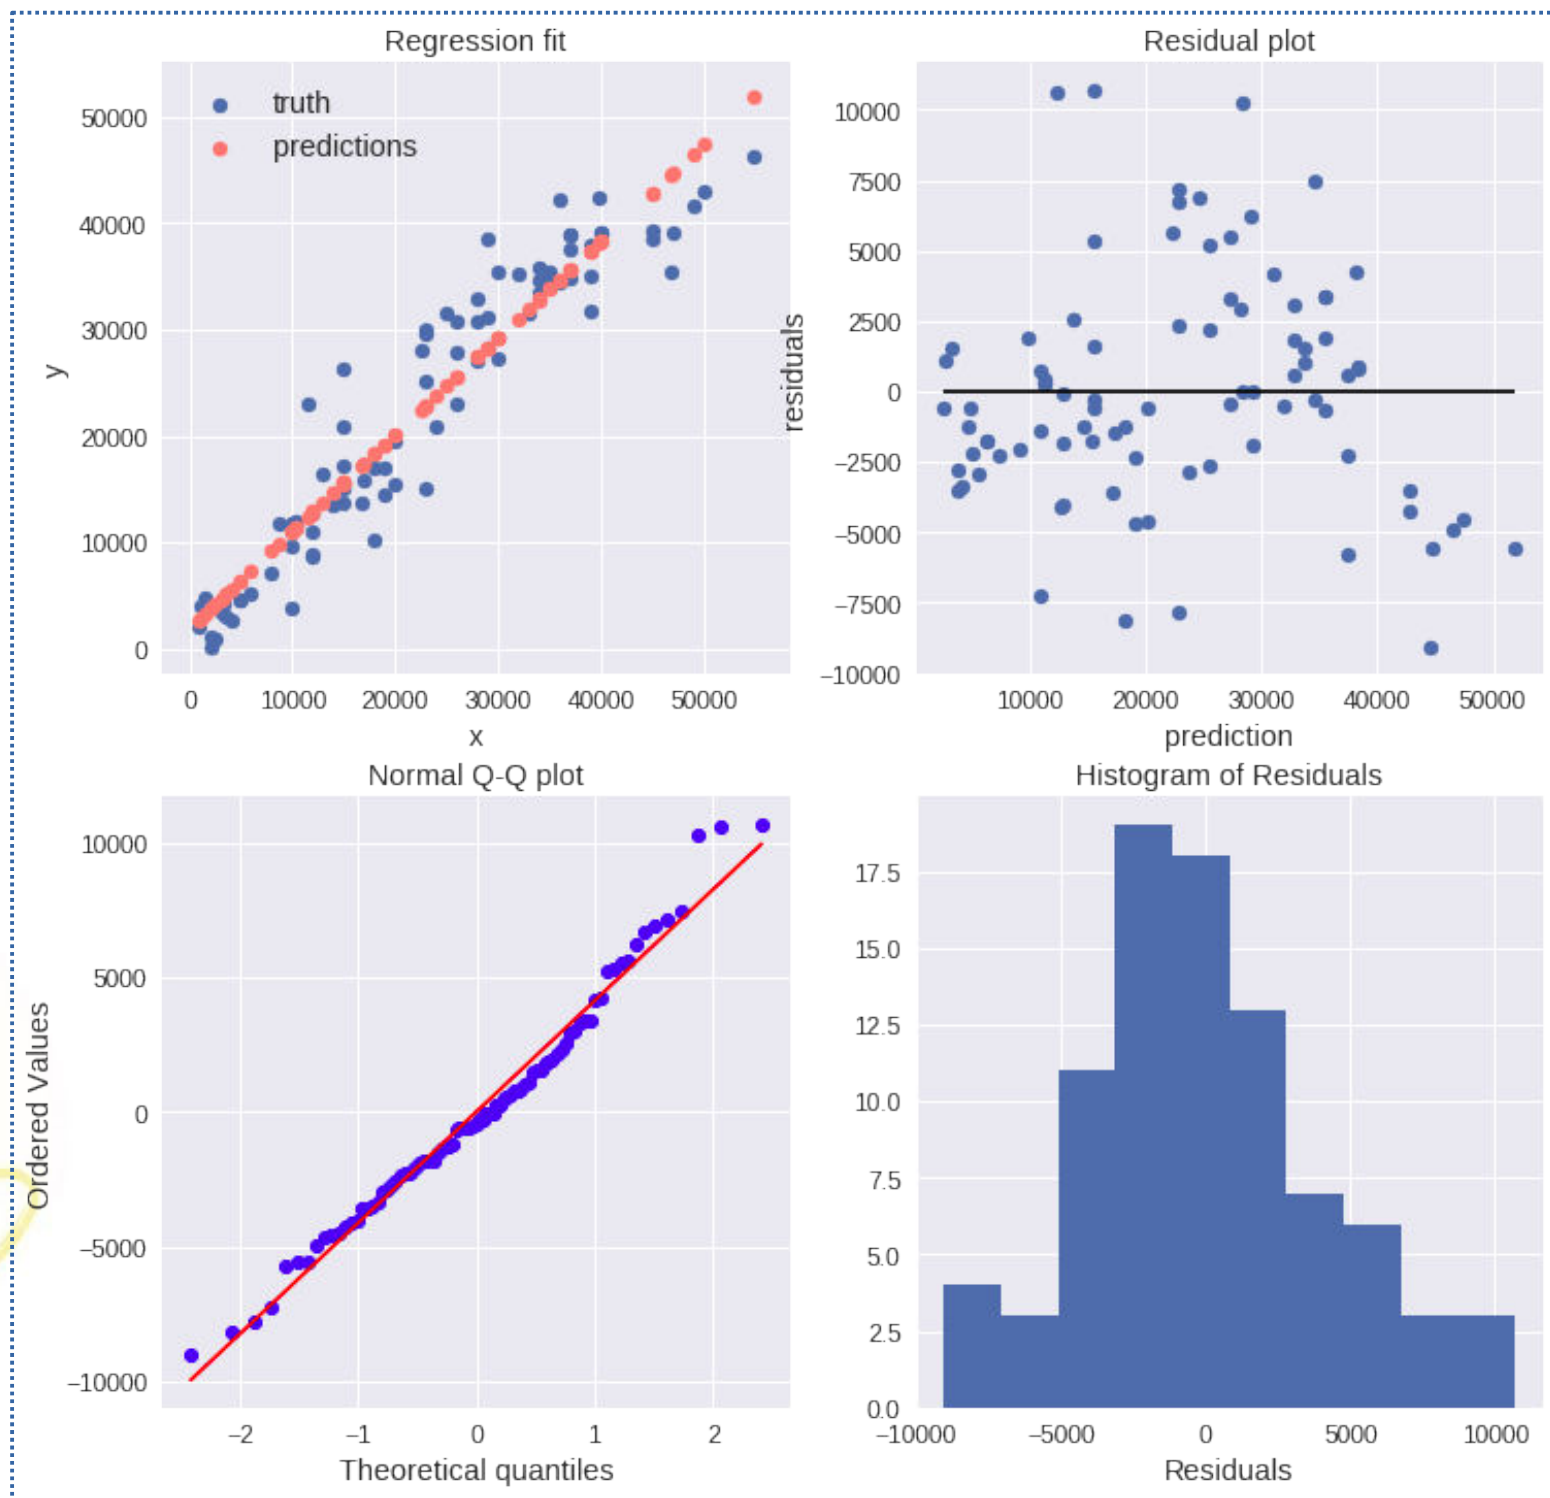 Regression fit
truth
predictions
50000
40000
30000
20000
10000
0
y
0 10000 20000 30000 40000 50000
x
Residual plot
10000
7500
5000
2500
0
−2500
−5000
−7500
−10000
residuals
10000 20000 30000 40000 50000
prediction
Normal Q-Q plot
10000
5000
0
−5000
−10000
Ordered Values
−2 −1 0 1 2
Theoretical quantiles
Histogram of Residuals
17.5
15.0
12.5
10.0
7.5
5.0
2.5
0.0
−10000 −5000 0 5000 10000
Residuals